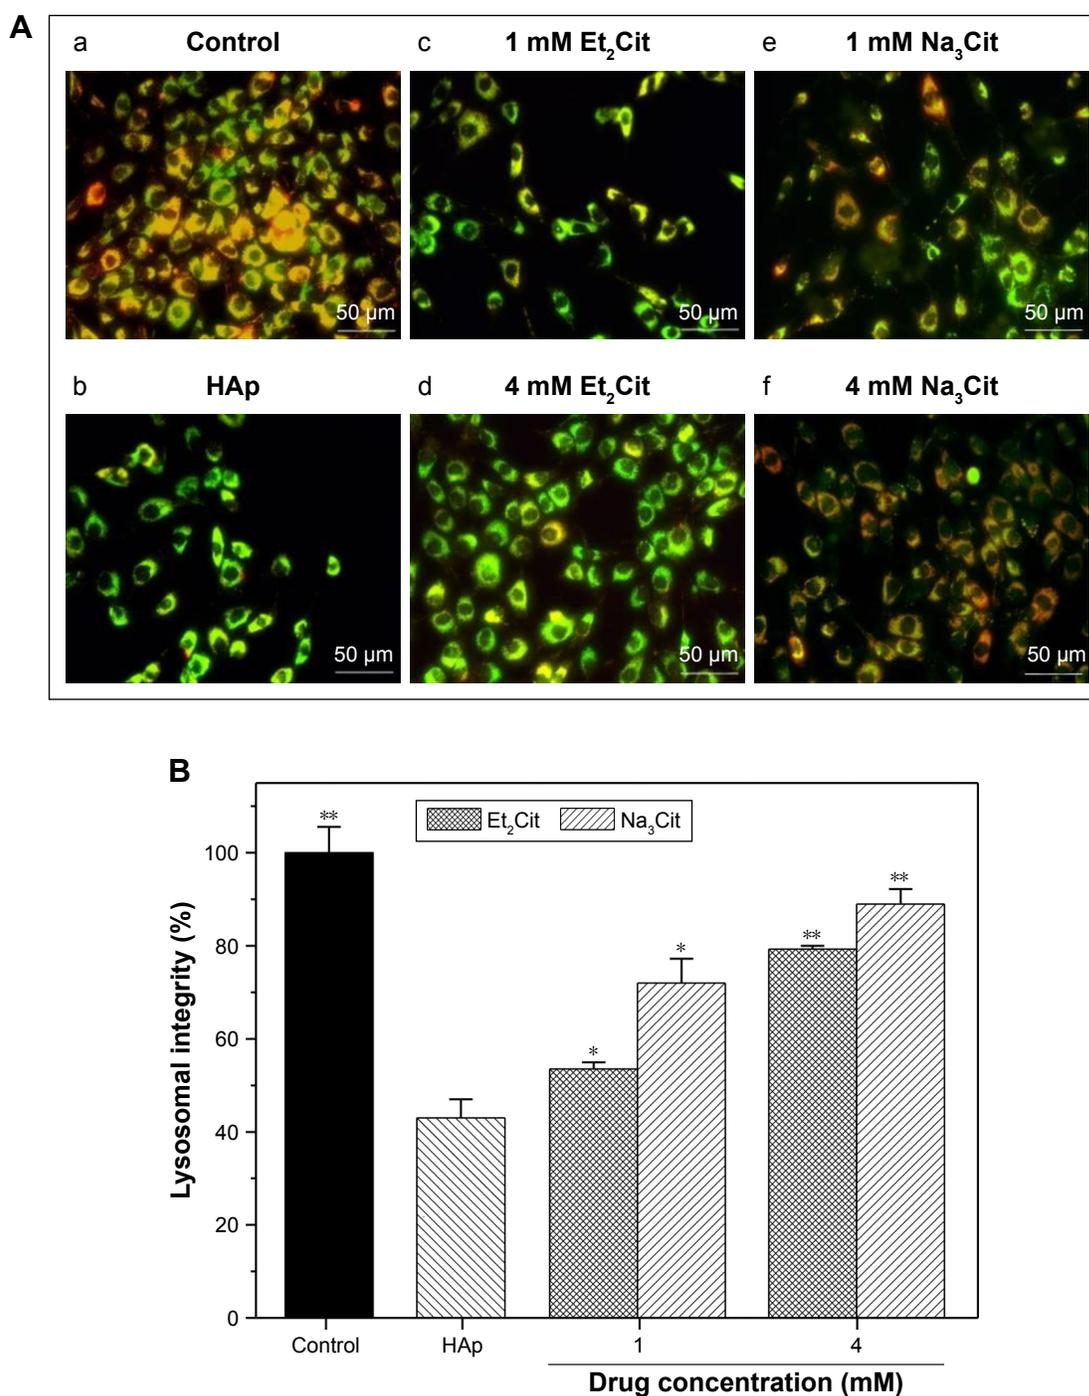 A
a Control
c 1 mM Et₂Cit
e 1 mM Na₃Cit
50 µm
50 µm
50 µm
b HAp
d 4 mM Et₂Cit
f 4 mM Na₃Cit
50 µm
50 µm
50 µm
B
Et₂Cit Na₃Cit
**
*
*
**
**
Lysosomal integrity (%)
100
80
60
40
20
0
Control HAp 1 4
Drug concentration (mM)